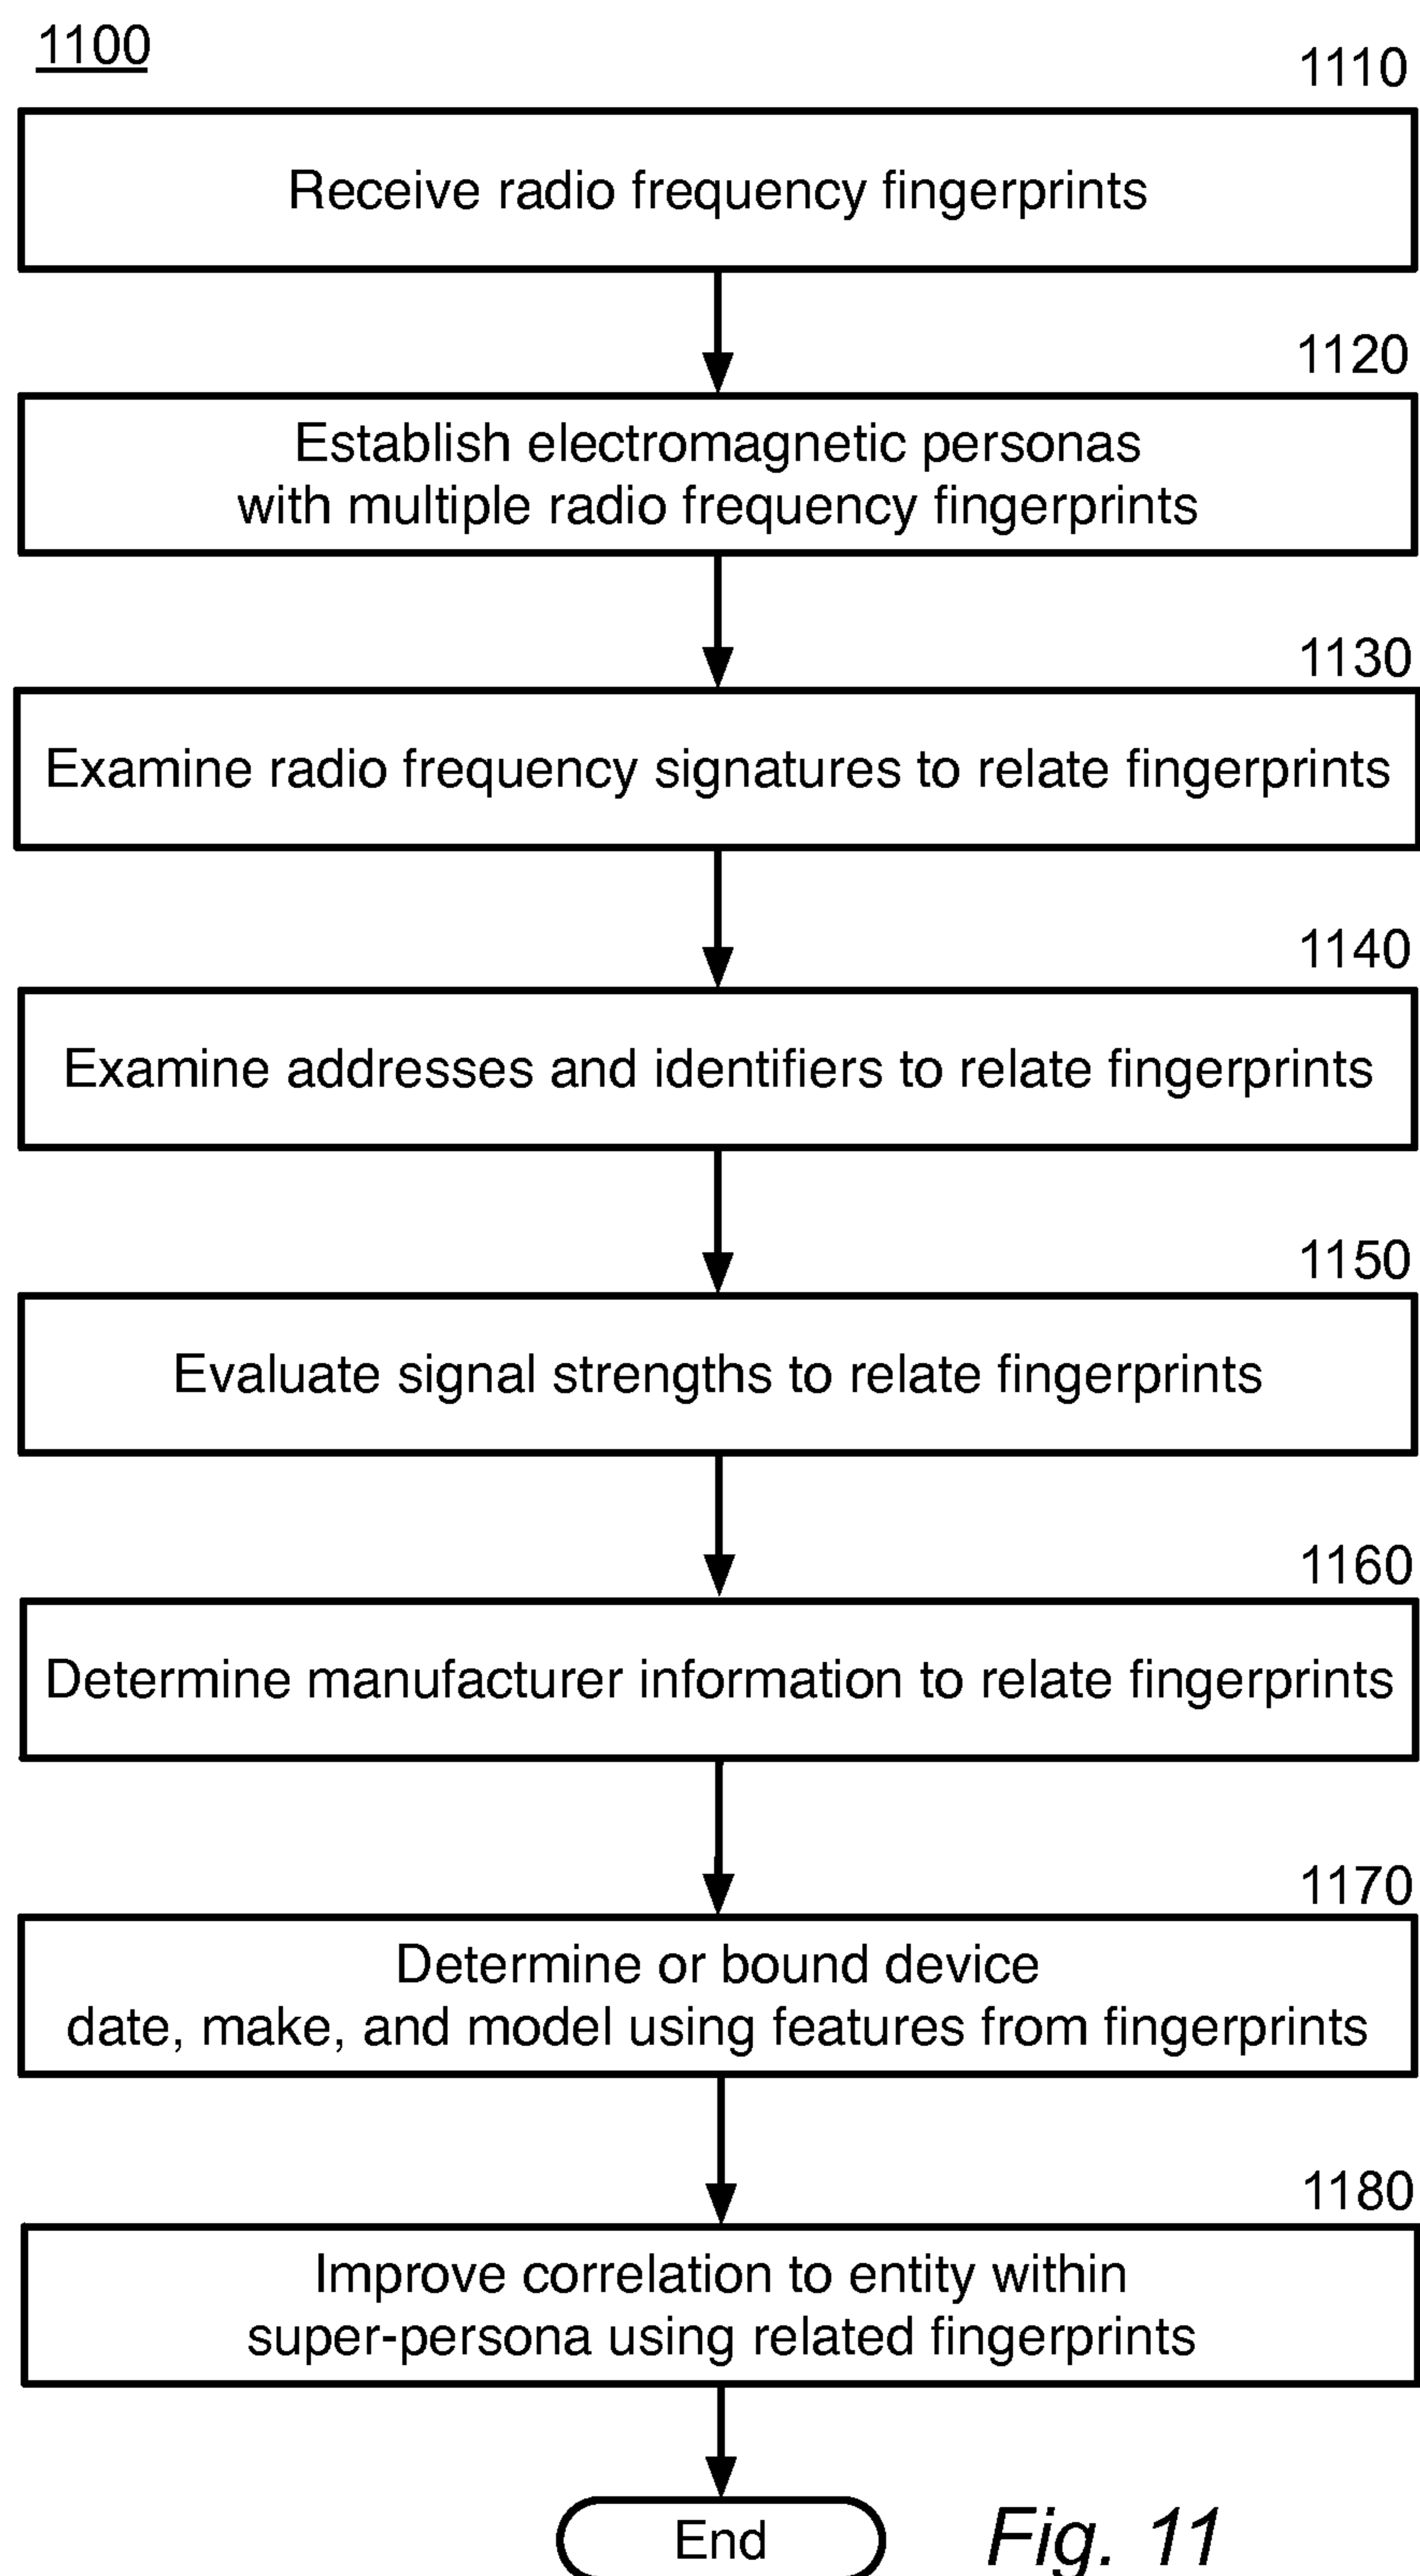 1100
1110
Receive radio frequency fingerprints
1120
Establish electromagnetic personas
with multiple radio frequency fingerprints
1130
Examine radio frequency signatures to relate fingerprints
1140
Examine addresses and identifiers to relate fingerprints
1150
Evaluate signal strengths to relate fingerprints
1160
Determine manufacturer information to relate fingerprints
1170
Determine or bound device
date, make, and model using features from fingerprints
1180
Improve correlation to entity within
super-persona using related fingerprints
End
Fig. 11